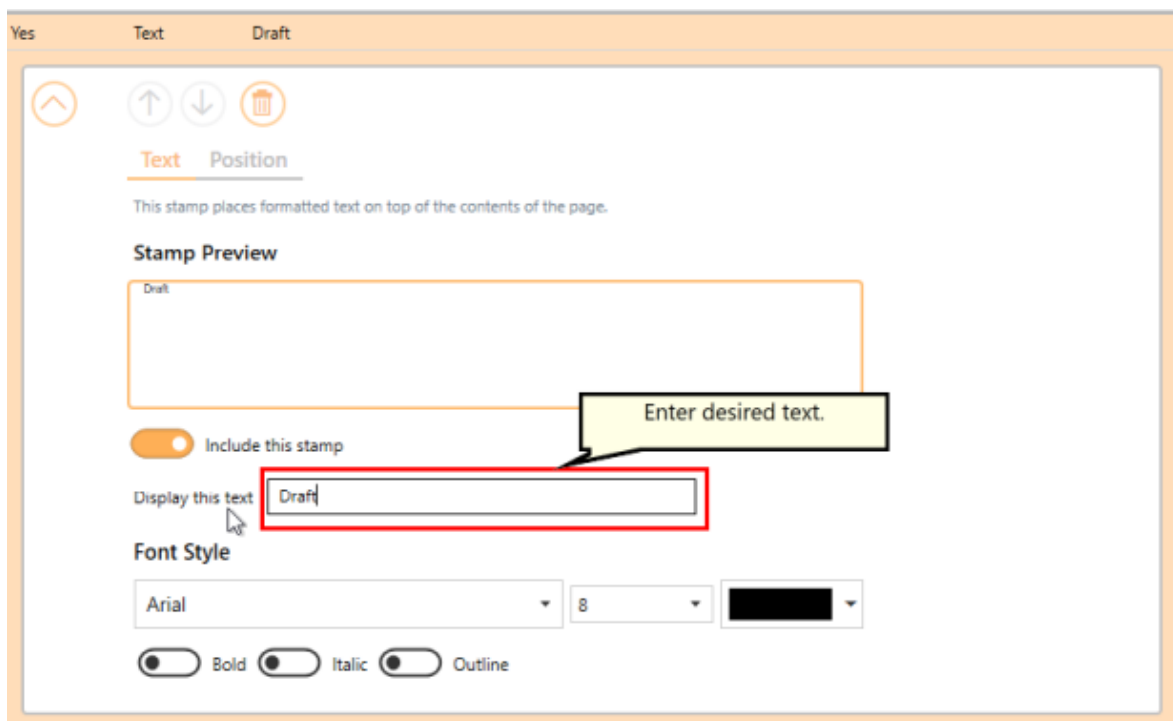 Yes Text Draft
Text Position
This stamp places formatted text on top of the contents of the page.
Stamp Preview
Draft
Enter desired text.
Include this stamp
Display this text Draft
Font Style
Arial 8
Bold Italic Outline